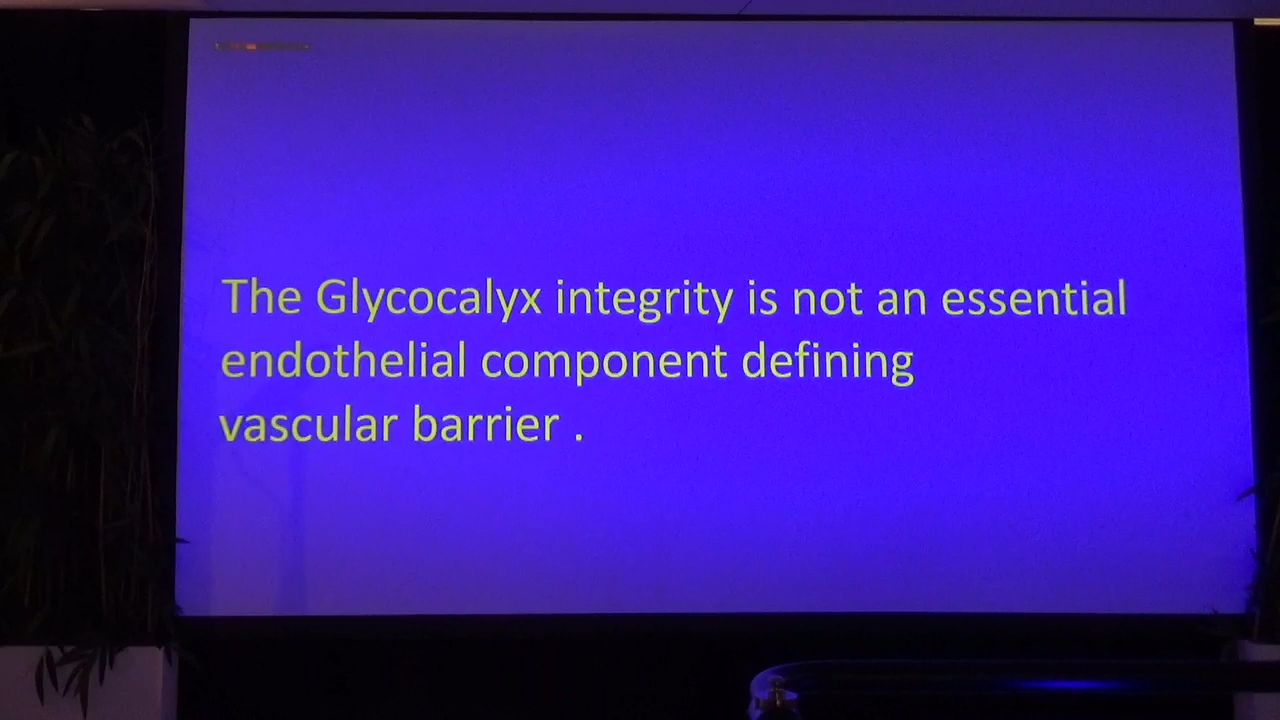 The Glycocalyx integrity is not an essential
endothelial component defining
vascular barrier .